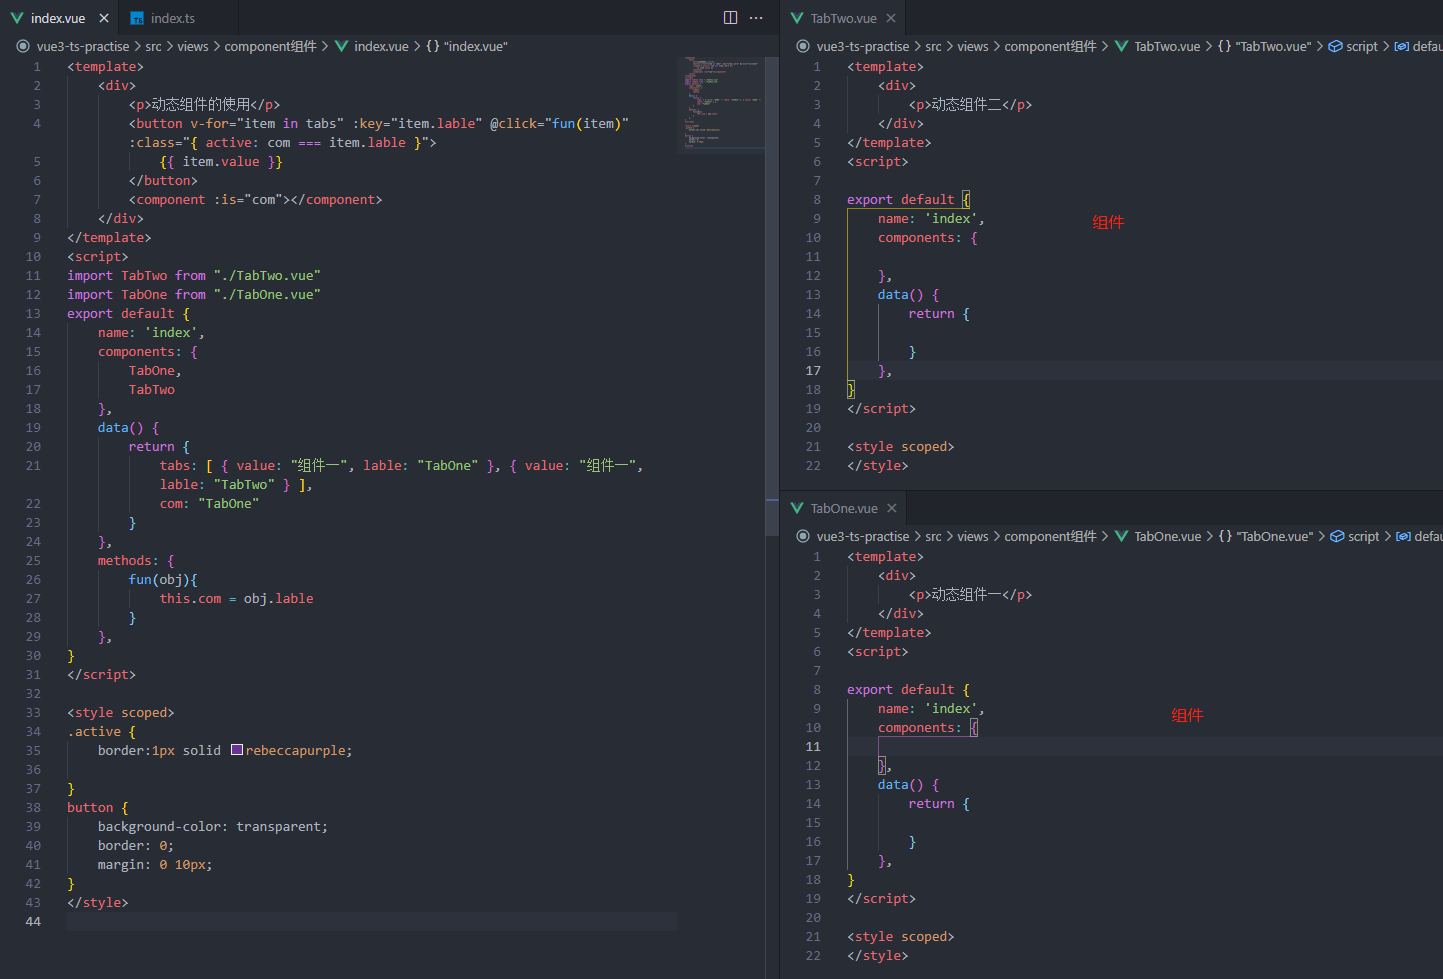 index.vue
index.ts
vue3-ts-practise > src > views > component组件 > index.vue > {} "index.vue"
1 <template>
2 <div>
3 <p>动态组件的使用</p>
4 <button v-for="item in tabs" :key="item.lable" @click="fun(item)"
:class="{ active: com === item.lable }">
5 {{ item.value }}
6 </button>
7 <component :is="com"></component>
8 </div>
9 </template>
10 <script>
11 import TabTwo from "./TabTwo.vue"
12 import TabOne from "./TabOne.vue"
13 export default {
14 name: 'index',
15 components: {
16 TabOne,
17 TabTwo
18 },
19 data() {
20 return {
21 tabs: [ { value: "组件一", lable: "TabOne" }, { value: "组件一",
lable: "TabTwo" } ],
22 com: "TabOne"
23 }
24 },
25 methods: {
26 fun(obj){
27 this.com = obj.lable
28 }
29 },
30 }
31 </script>
32
33 <style scoped>
34 .active {
35 border:1px solid rebeccapurple;
36
37 }
38 button {
39 background-color: transparent;
40 border: 0;
41 margin: 0 10px;
42 }
43 </style>
44
TabTwo.vue
vue3-ts-practise > src > views > component组件 > TabTwo.vue > {} "TabTwo.vue" > script > defau
1 <template>
2 <div>
3 <p>动态组件二</p>
4 </div>
5 </template>
6 <script>
7
8 export default {
9 name: 'index',
组件
10 components: {
11
12 },
13 data() {
14 return {
15
16 }
17 },
18 }
19 </script>
20
21 <style scoped>
22 </style>
TabOne.vue
vue3-ts-practise > src > views > component组件 > TabOne.vue > {} "TabOne.vue" > script > defau
1 <template>
2 <div>
3 <p>动态组件一</p>
4 </div>
5 </template>
6 <script>
7
8 export default {
9 name: 'index',
组件
10 components: {
11
12 },
13 data() {
14 return {
15
16 }
17 },
18 }
19 </script>
20
21 <style scoped>
22 </style>